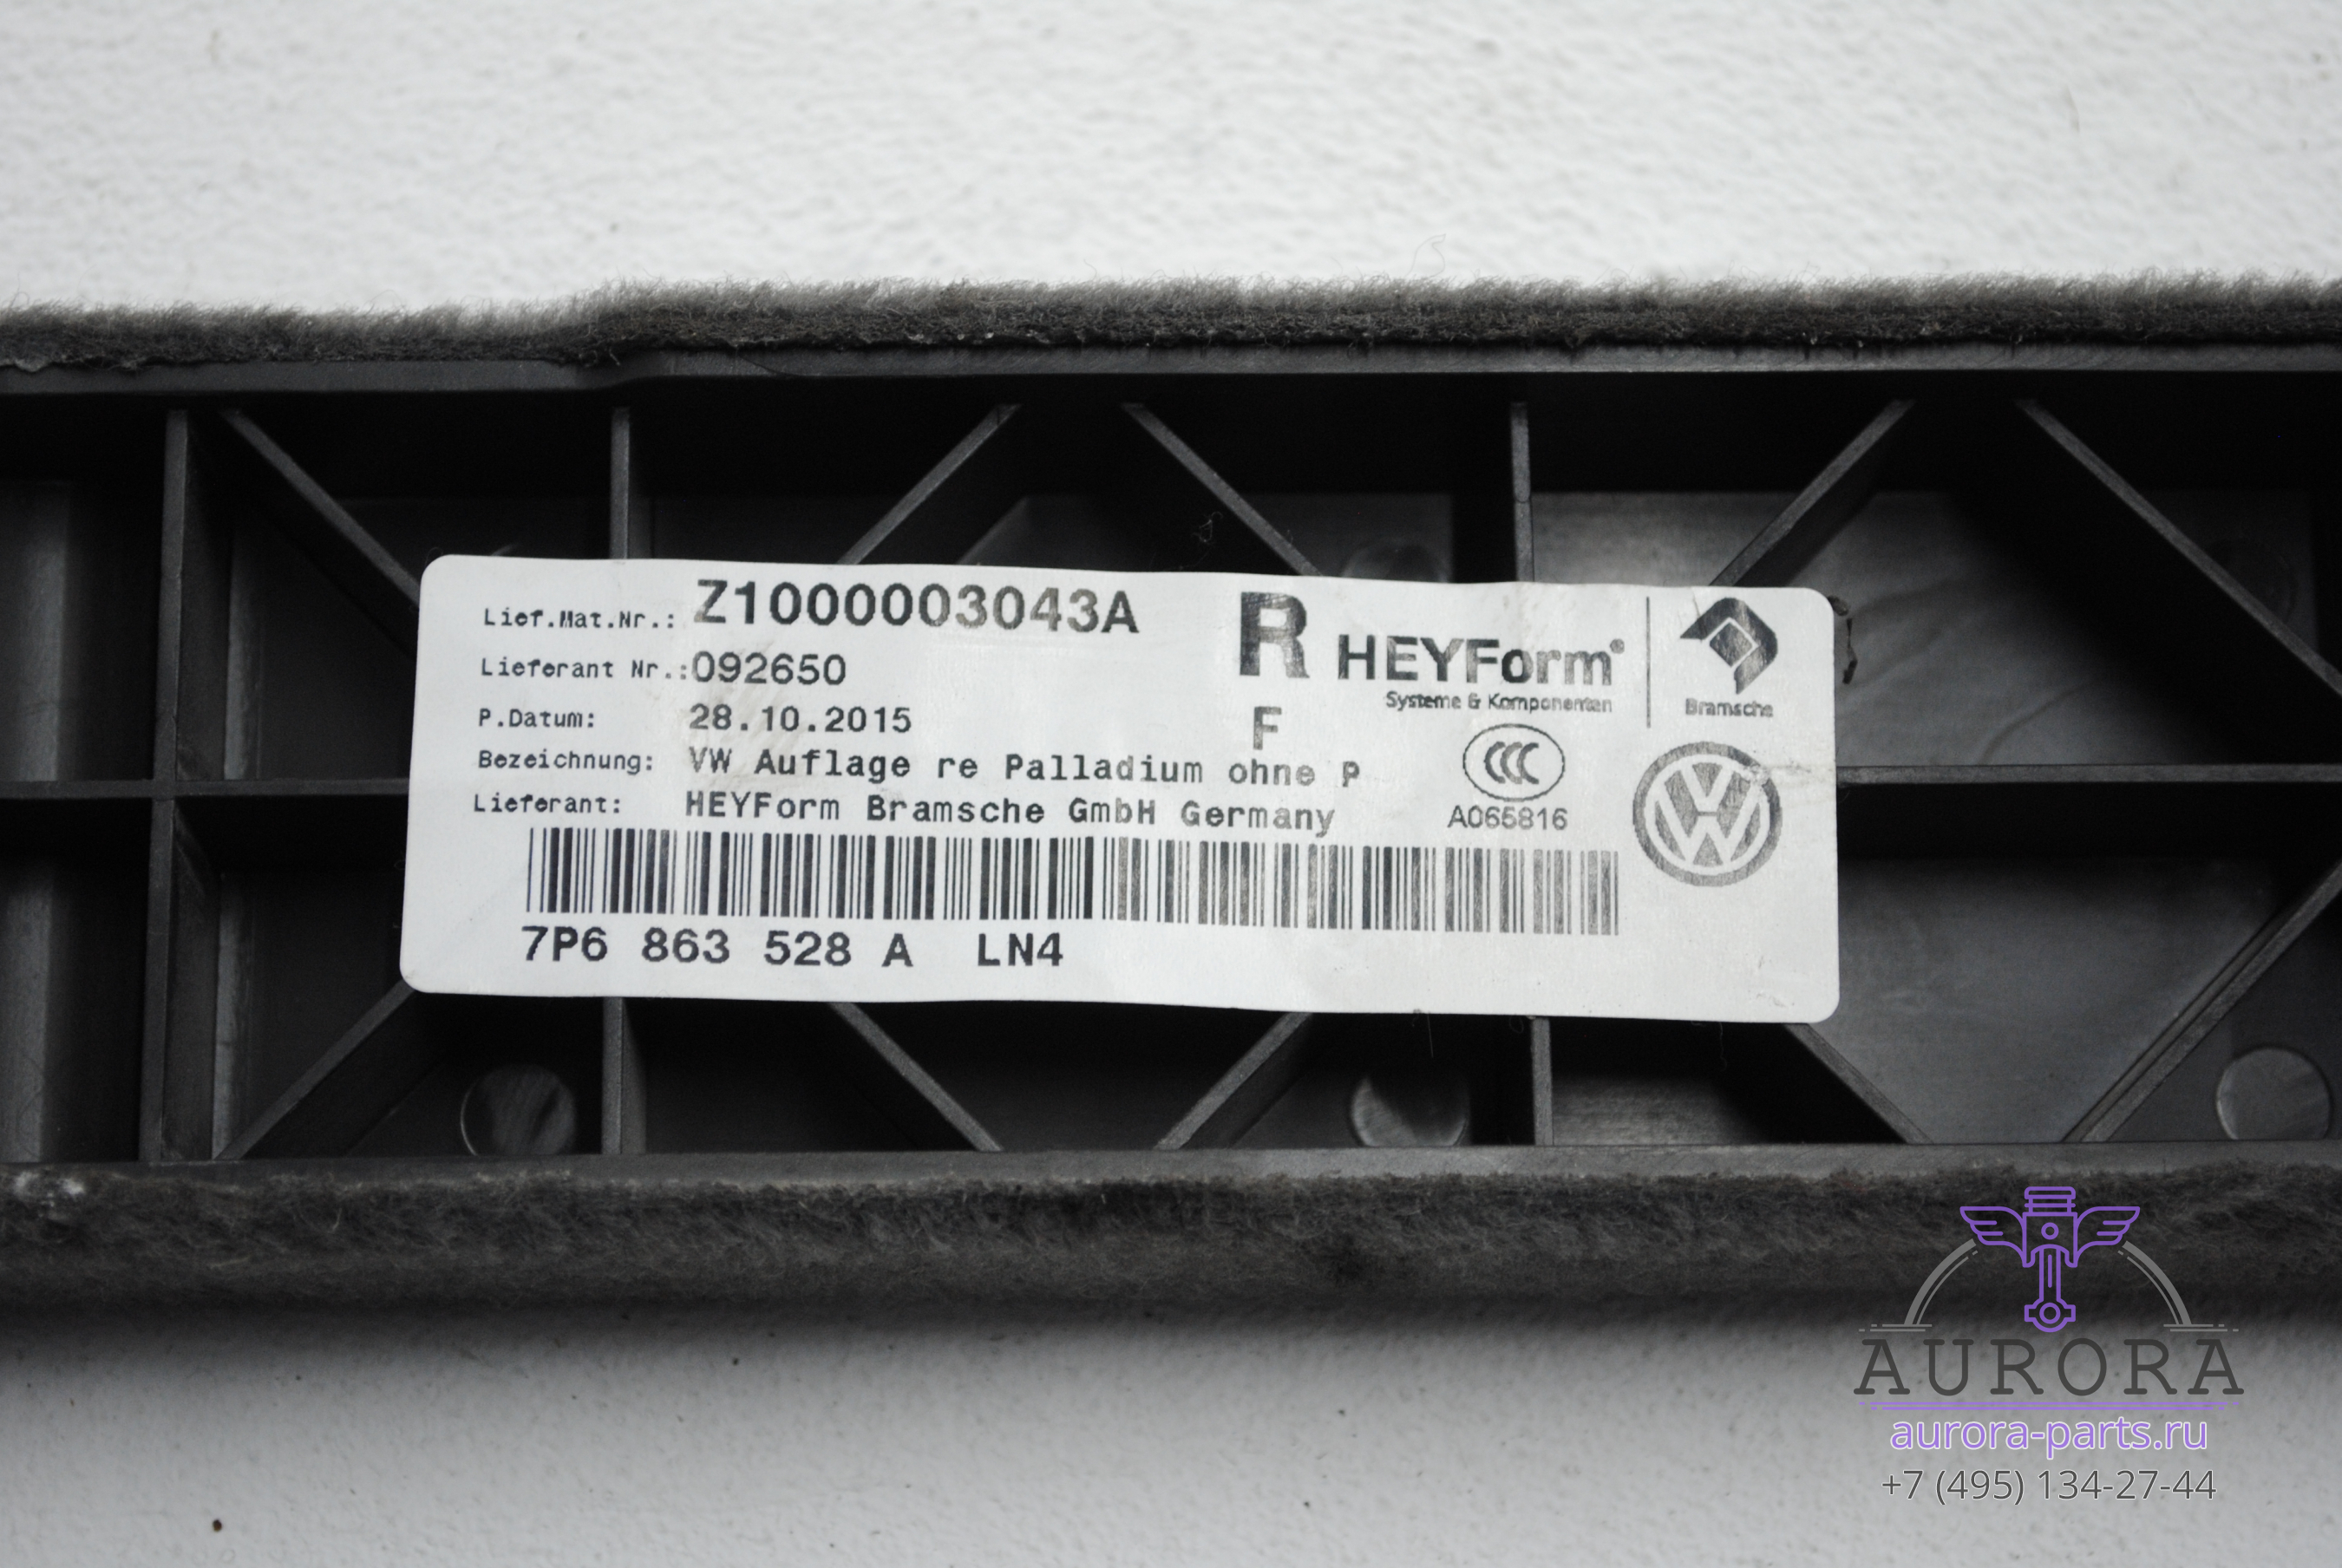 Lief.Mat.Nr.: Z1000003043A
Lieferant Nr.:092650
P.Datum: 28.10.2015
Bezeichnung: VW Auflage re Palladium ohne P
Lieferant: HEYForm Bramsche GmbH Germany
R
F
HEYForm
Systeme & Komponenten
Bramsche
CCC
A065816
VW
7P6 863 528 A LN4
AURORA
aurora-parts.ru
+7 (495) 134-27-44